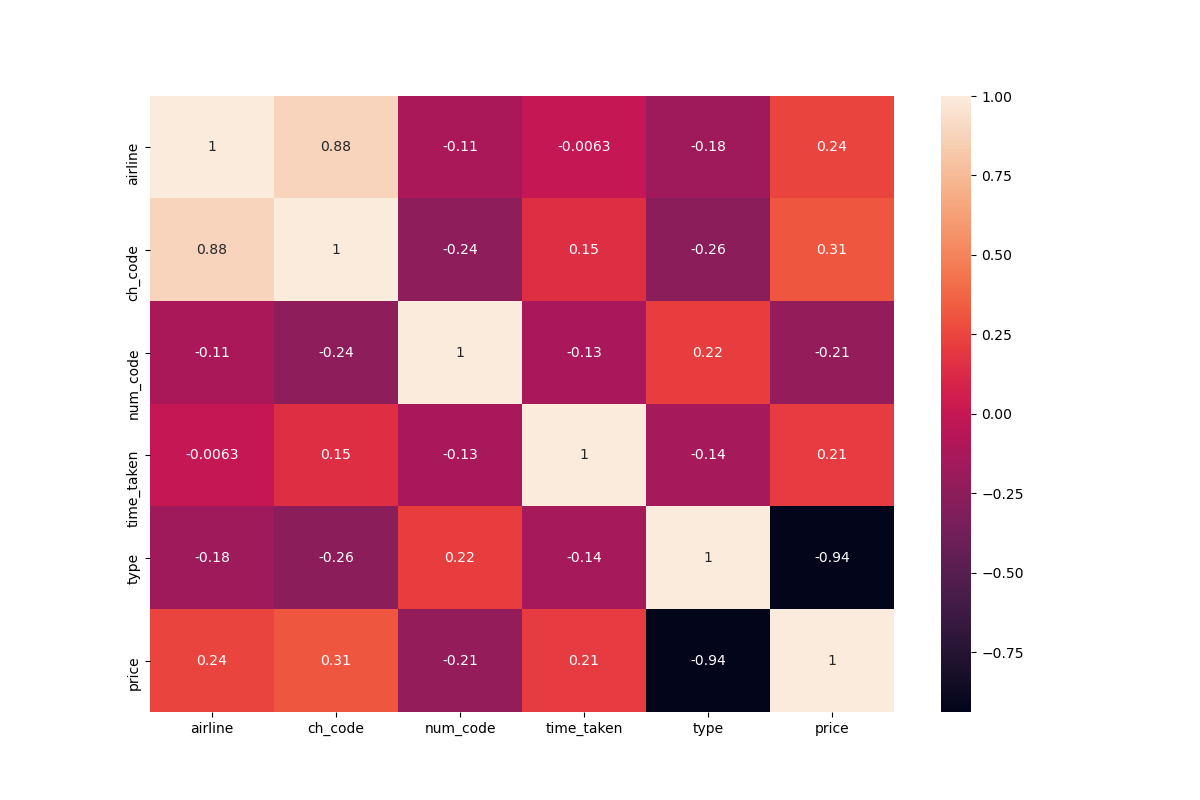 airline 1 0.88 -0.11 -0.0063 -0.18 0.24
ch_code 0.88 1 -0.24 0.15 -0.26 0.31
num_code -0.11 -0.24 1 -0.13 0.22 -0.21
time_taken -0.0063 0.15 -0.13 1 -0.14 0.21
type -0.18 -0.26 0.22 -0.14 1 -0.94
price 0.24 0.31 -0.21 0.21 -0.94 1
airline ch_code num_code time_taken type price
1.00
0.75
0.50
0.25
0.00
−0.25
−0.50
−0.75